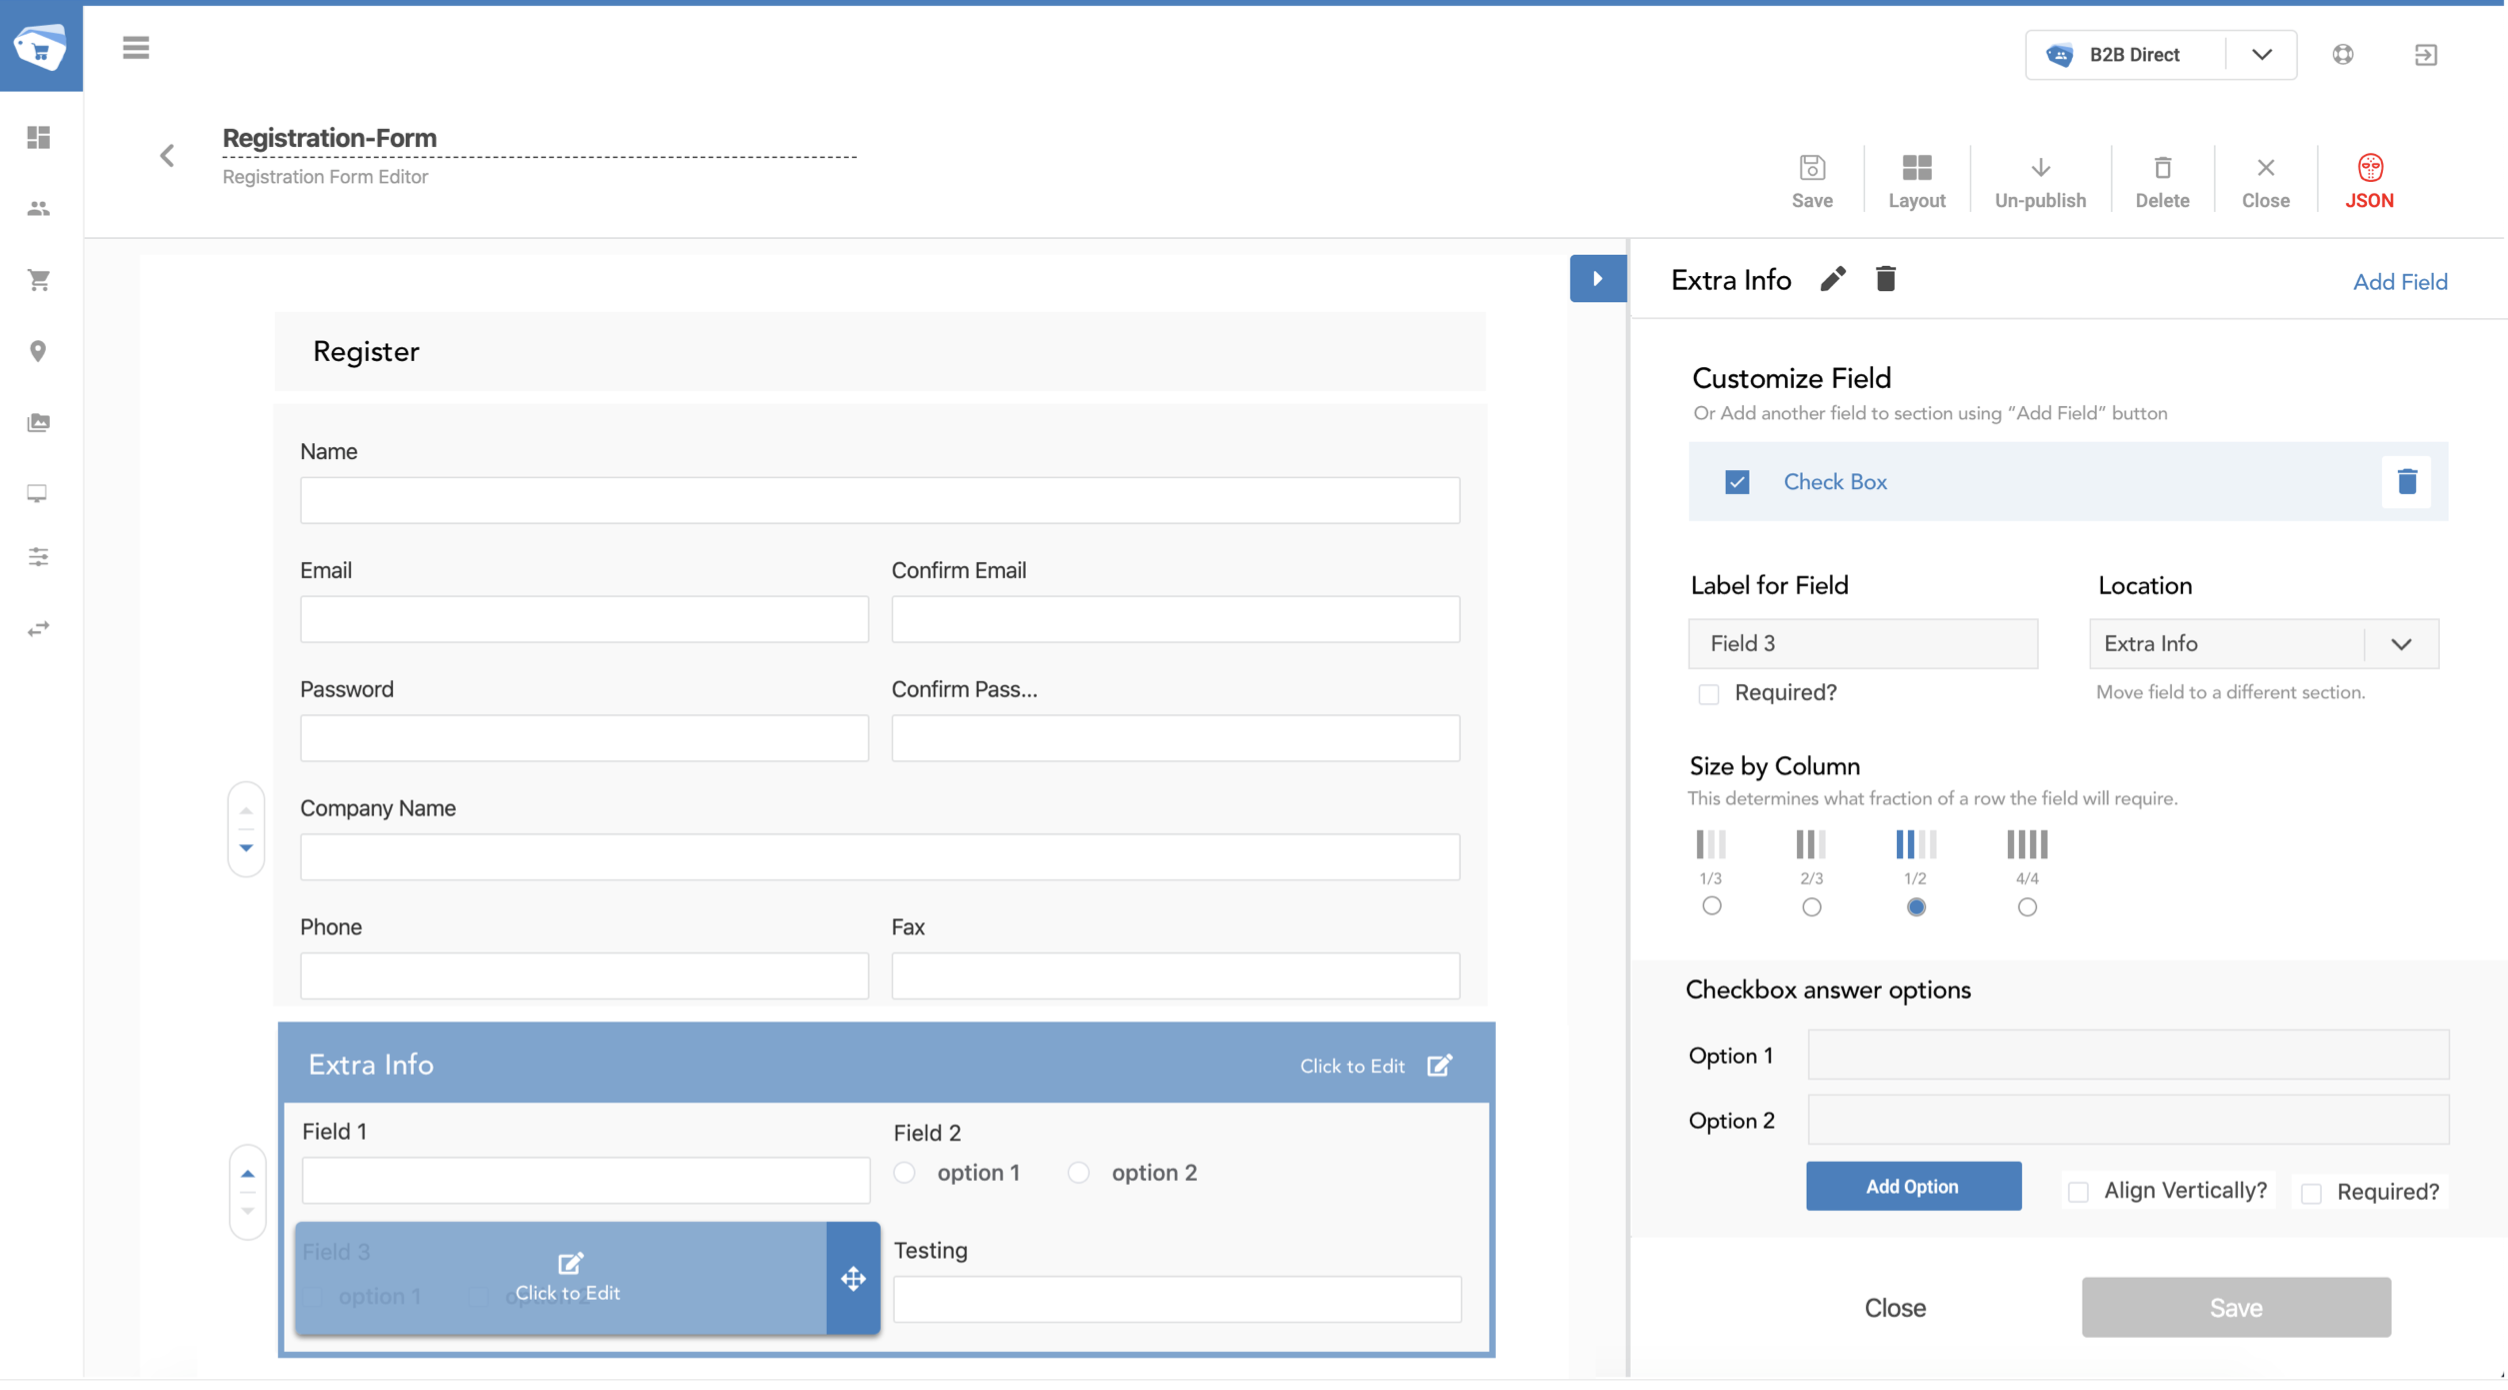 B2B Direct
Registration-Form
Registration Form Editor
Save
Layout
Un-publish
Delete
Close
JSON
Register
Name
Email
Confirm Email
Password
Confirm Pass...
Company Name
Phone
Fax
Extra Info
Click to Edit
Field 1
Field 2
option 1
option 2
Field 3
option 1
Click to Edit
Testing
Extra Info
Add Field
Customize Field
Or Add another field to section using “Add Field” button
Check Box
Label for Field
Location
Field 3
Extra Info
Required?
Move field to a different section.
Size by Column
This determines what fraction of a row the field will require.
1/3
2/3
1/2
4/4
Checkbox answer options
Option 1
Option 2
Add Option
Align Vertically?
Required?
Close
Save